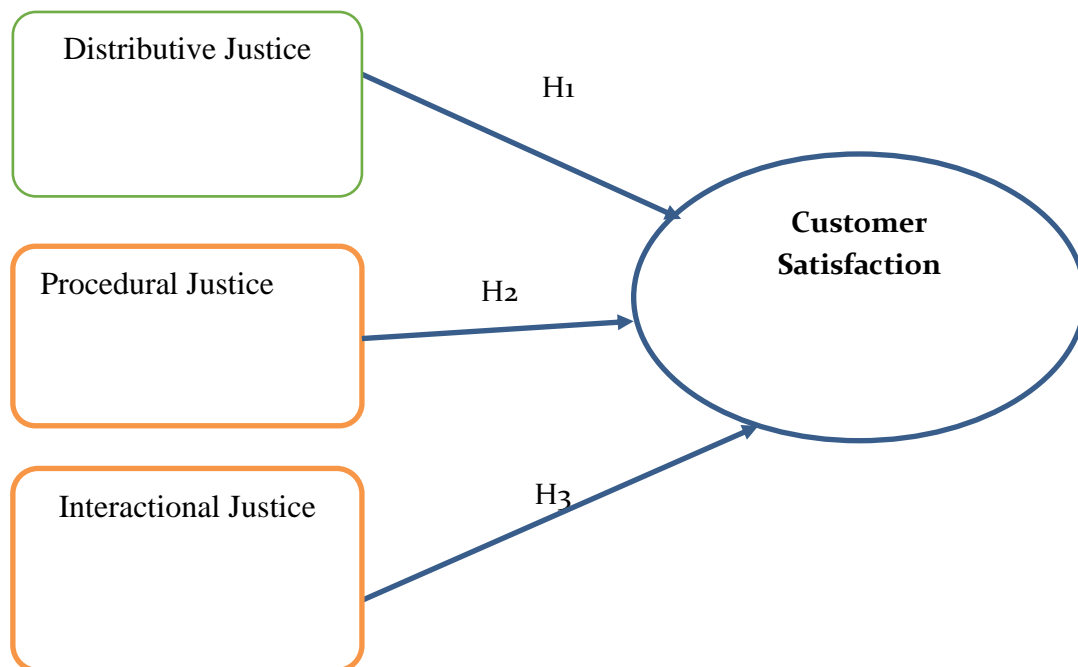 Distributive Justice
H1
Customer
Satisfaction
Procedural Justice
H2
Interactional Justice
H3